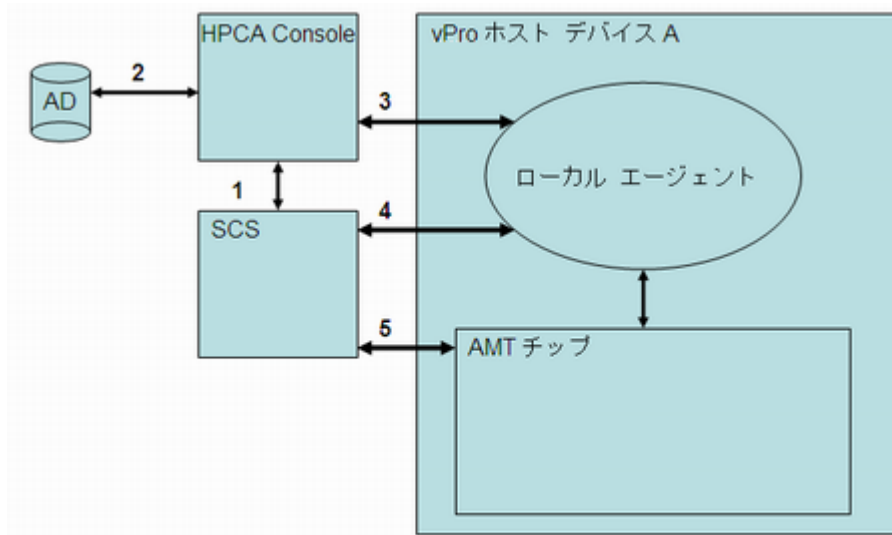 HPCA Console
vPro ホスト デバイス A
AD
2
3
ローカル エージェント
1
4
SCS
5
AMT チップ